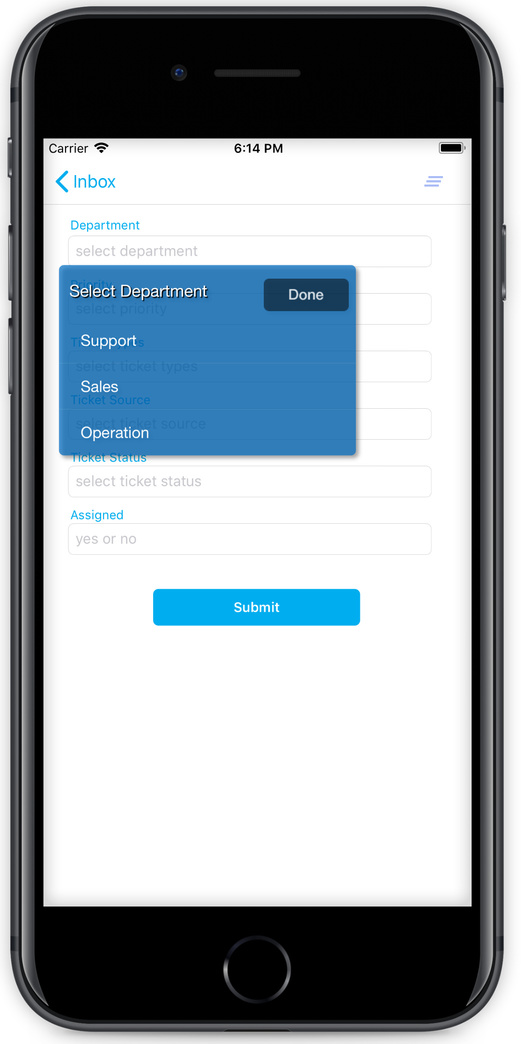 Carrier 6:14 PM
Inbox
Department
select department
Select Department Done
select priority
Support
select ticket types
Sales
Ticket Source
select ticket source
Operation
Ticket Status
select ticket status
Assigned
yes or no
Submit